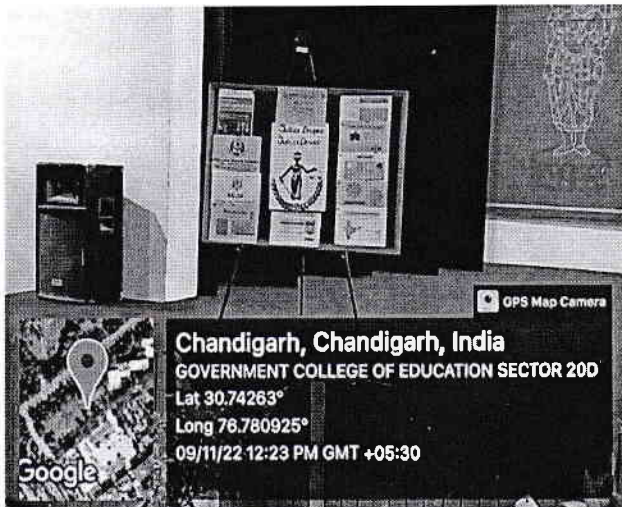 GPS Map Camera
Chandigarh, Chandigarh, India
GOVERNMENT COLLEGE OF EDUCATION SECTOR 20D
Lat 30.74263°
Long 76.780925°
09/11/22 12:23 PM GMT +05:30
Google